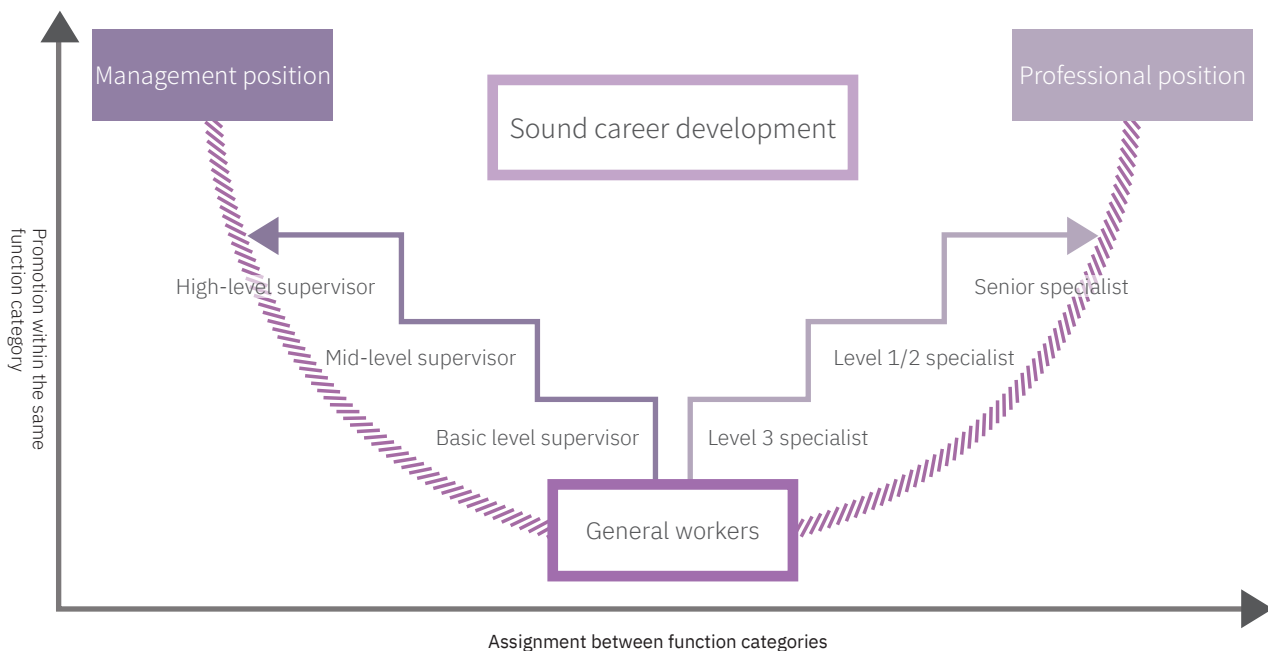 Management position
Professional position
Sound career development
Promotion within the same
function category
High-level supervisor
Senior specialist
Mid-level supervisor
Level 1/2 specialist
Basic level supervisor
Level 3 specialist
General workers
Assignment between function categories